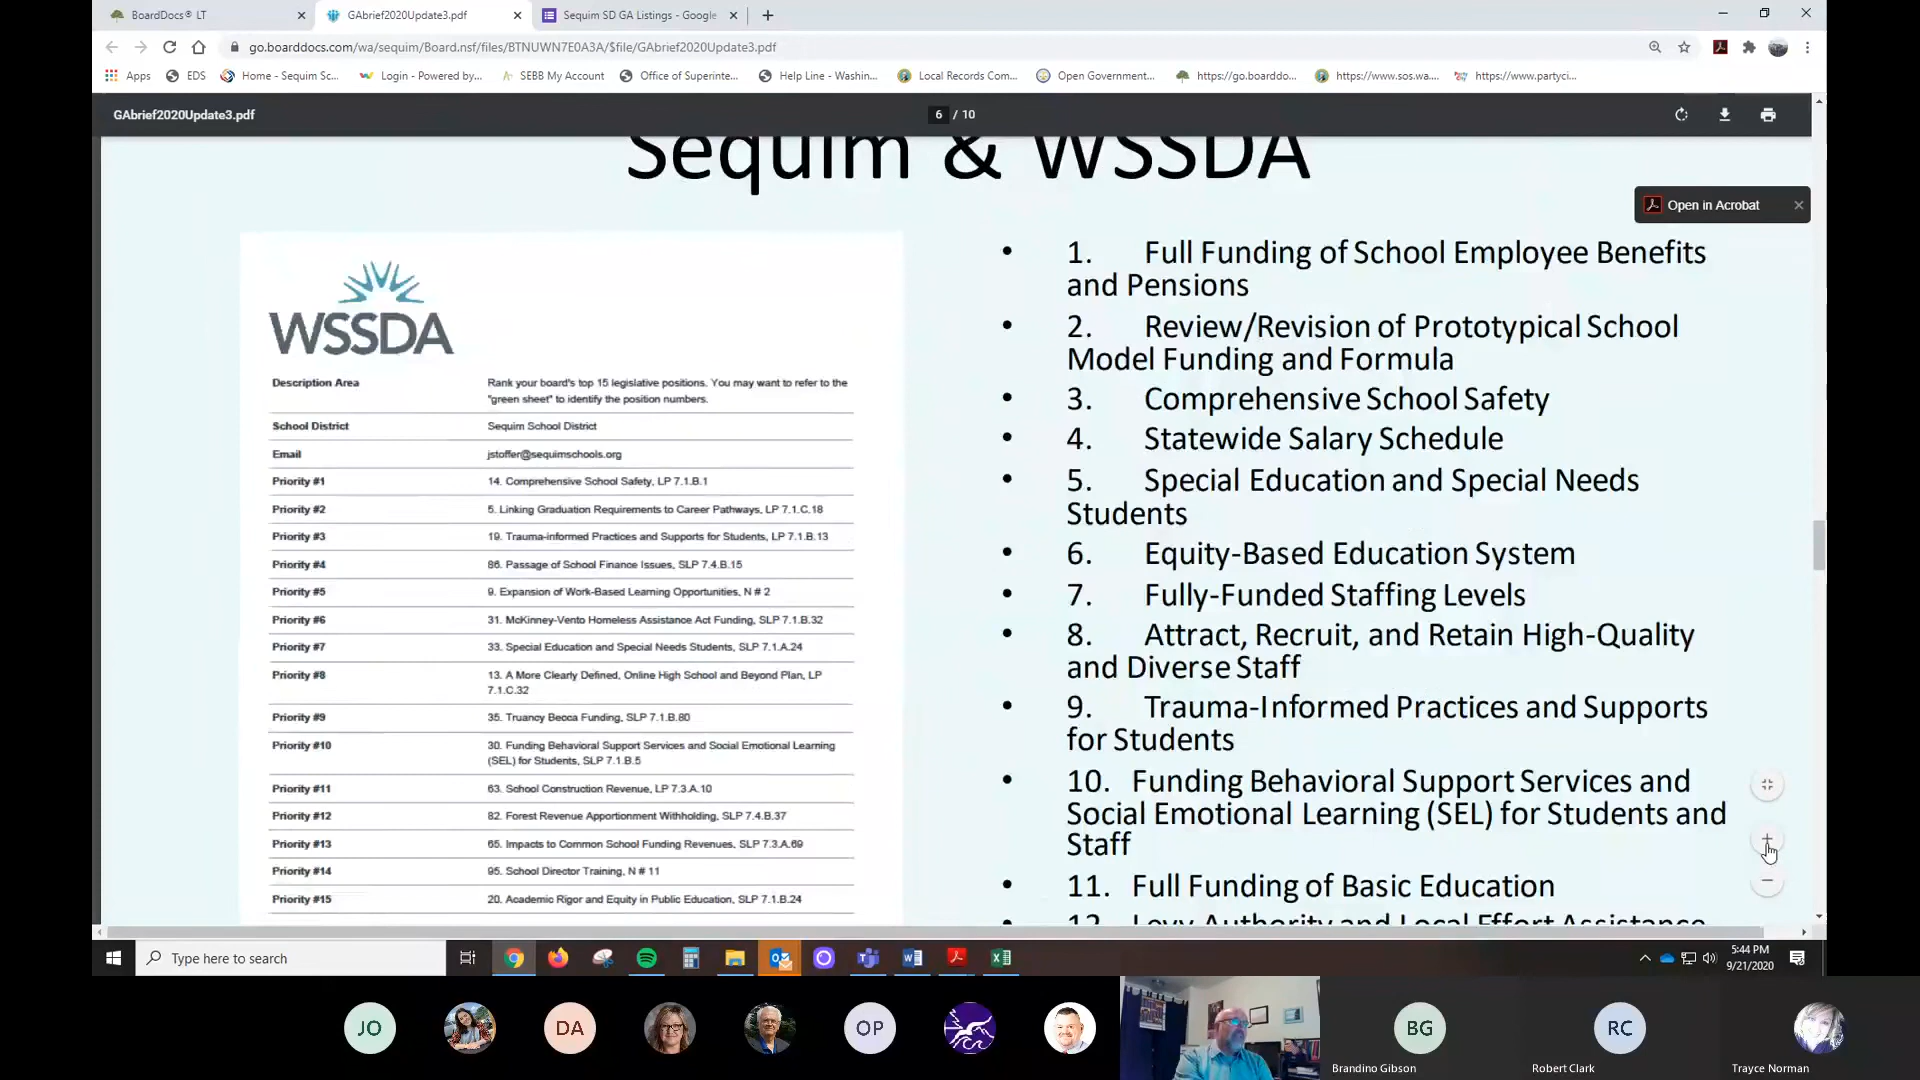 BoardDocs® LT
GAbrief2020Update3.pdf
Sequim SD GA Listings - Google
go.boarddocs.com/wa/sequim/Board.nsf/files/BTNUWN7E0A3A/$file/GAbrief2020Update3.pdf
Apps
EDS
Home - Sequim Sc...
Login - Powered by...
SEBB My Account
Office of Superinte...
Help Line - Washin...
Local Records Com...
Open Government...
https://go.boarddo...
https://www.sos.wa....
https://www.partyci...
GAbrief2020Update3.pdf
6 / 10
Sequim & WSSDA
Open in Acrobat
WSSDA
Description Area Rank your board's top 15 legislative positions. You may want to refer to the
"green sheet" to identify the position numbers.
School District Sequim School District
Email jstoffer@sequimschools.org
Priority #1 14. Comprehensive School Safety, LP 7.1.B.1
Priority #2 5. Linking Graduation Requirements to Career Pathways, LP 7.1.C.18
Priority #3 19. Trauma-informed Practices and Supports for Students, LP 7.1.B.13
Priority #4 86. Passage of School Finance Issues, SLP 7.4.B.15
Priority #5 9. Expansion of Work-Based Learning Opportunities, N # 2
Priority #6 31. McKinney-Vento Homeless Assistance Act Funding, SLP 7.1.B.32
Priority #7 33. Special Education and Special Needs Students, SLP 7.1.A.24
Priority #8 13. A More Clearly Defined, Online High School and Beyond Plan, LP
7.1.C.32
Priority #9 35. Truancy Becca Funding, SLP 7.1.B.80
Priority #10 30. Funding Behavioral Support Services and Social Emotional Learning
(SEL) for Students, SLP 7.1.B.5
Priority #11 63. School Construction Revenue, LP 7.3.A.10
Priority #12 82. Forest Revenue Apportionment Withholding, SLP 7.4.B.37
Priority #13 65. Impacts to Common School Funding Revenues, SLP 7.3.A.69
Priority #14 95. School Director Training, N # 11
Priority #15 20. Academic Rigor and Equity in Public Education, SLP 7.1.B.24
• 1. Full Funding of School Employee Benefits
and Pensions
• 2. Review/Revision of Prototypical School
Model Funding and Formula
• 3. Comprehensive School Safety
• 4. Statewide Salary Schedule
• 5. Special Education and Special Needs
Students
• 6. Equity-Based Education System
• 7. Fully-Funded Staffing Levels
• 8. Attract, Recruit, and Retain High-Quality
and Diverse Staff
• 9. Trauma-Informed Practices and Supports
for Students
• 10. Funding Behavioral Support Services and
Social Emotional Learning (SEL) for Students and
Staff
• 11. Full Funding of Basic Education
• 12. Levy Authority and Local Effort Assistance
Type here to search
5:44 PM
9/21/2020
JO
DA
OP
BG
RC
Brandino Gibson
Robert Clark
Trayce Norman